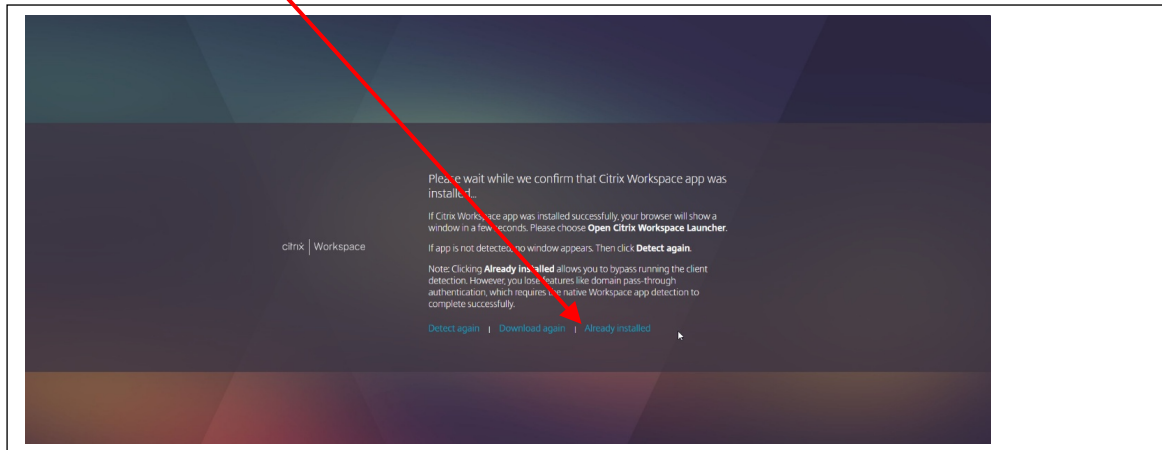 Please wait while we confirm that Citrix Workspace app was
installed...
If Citrix Workspace app was installed successfully, your browser will show a
window in a few seconds. Please choose Open Citrix Workspace Launcher.
citrix | Workspace
If app is not detected, no window appears. Then click Detect again.
Note: Clicking Already installed allows you to bypass running the client
detection. However, you lose features like domain pass-through
authentication, which requires the native Workspace app detection to
complete successfully.
Detect again | Download again | Already installed